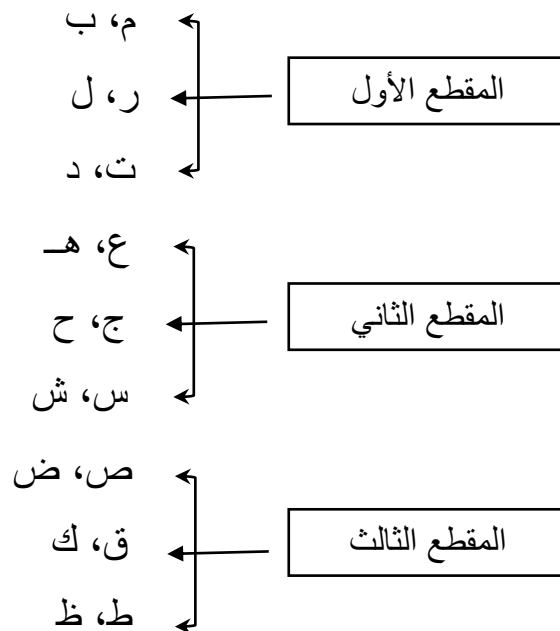 م، ب
المقطع الأول
ر، ل
ت، د
ع، هـ
المقطع الثاني
ج، ح
س، ش
ص، ض
المقطع الثالث
ق، ك
ط، ظ